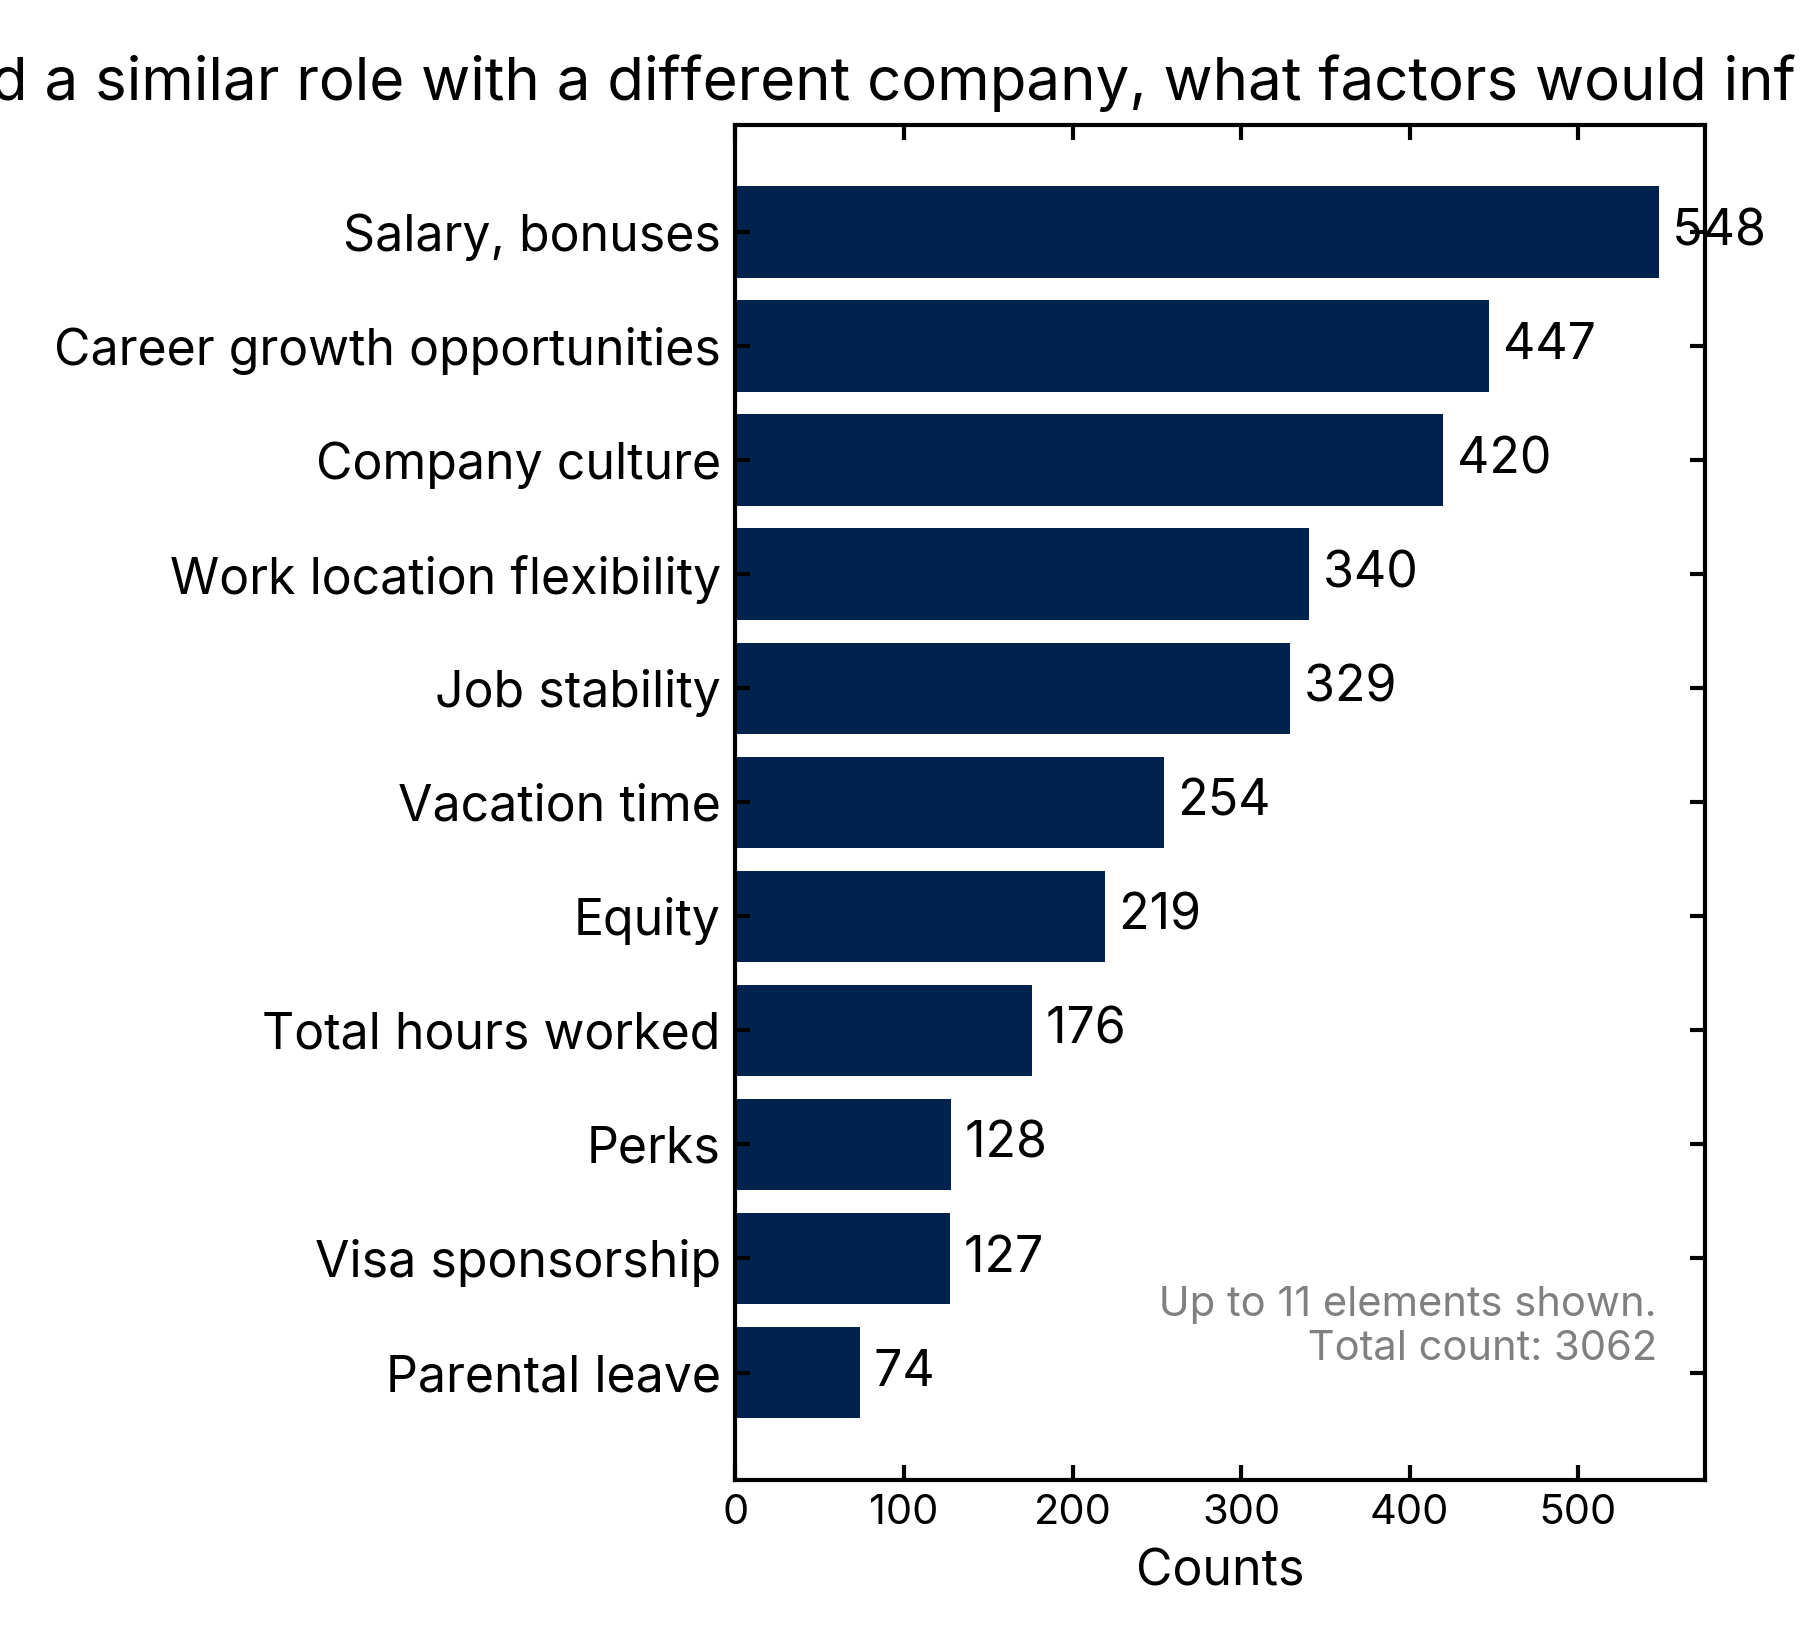 d a similar role with a different company, what factors would inf
Salary, bonuses 548
Career growth opportunities 447
Company culture 420
Work location flexibility 340
Job stability 329
Vacation time 254
Equity 219
Total hours worked 176
Perks 128
Visa sponsorship 127
Up to 11 elements shown.
Total count: 3062
Parental leave 74
0 100 200 300 400 500
Counts